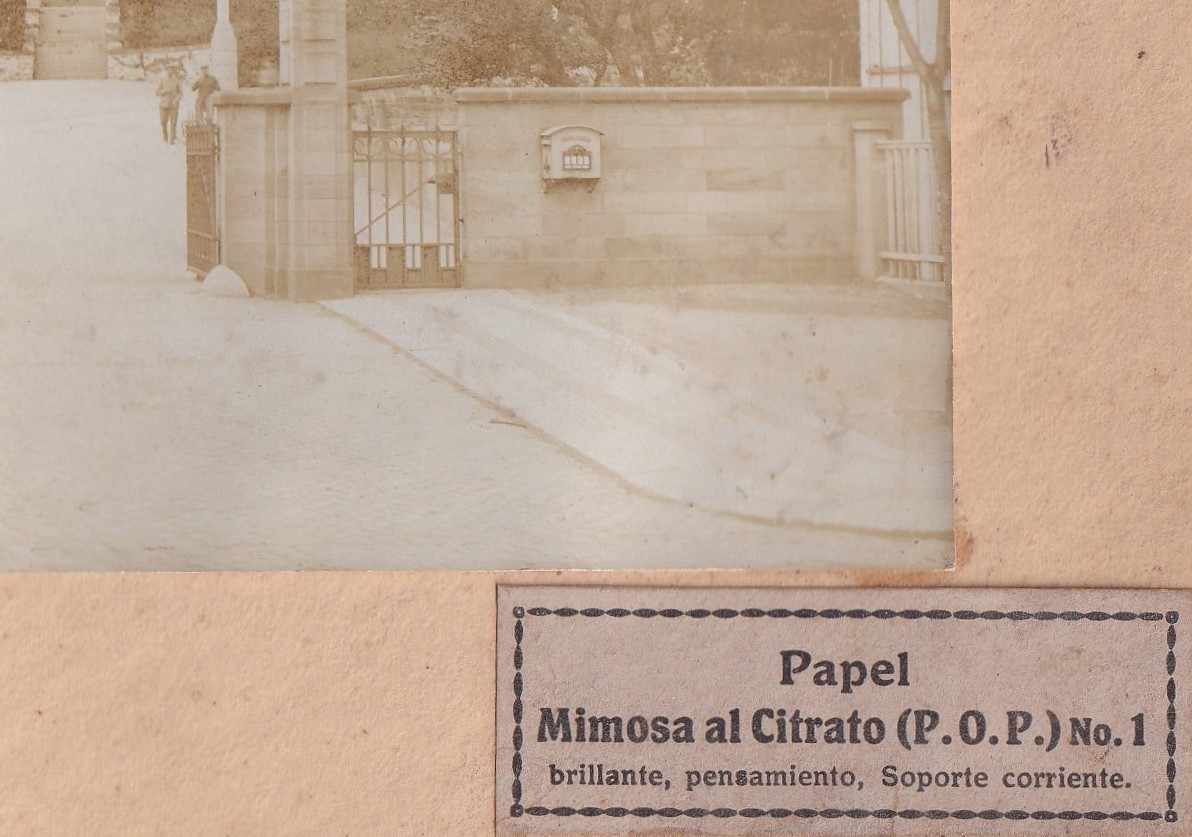 Papel
Mimosa al Citrato (P.O.P.) No. 1
brillante, pensamiento, Soporte corriente.